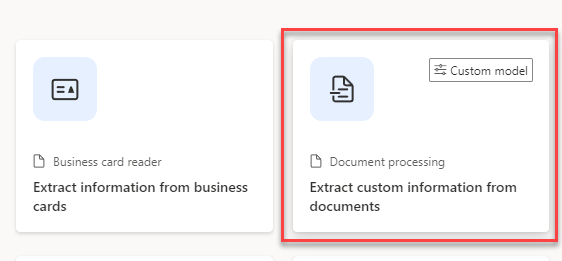 Business card reader
Extract information from business
cards
Custom model
Document processing
Extract custom information from
documents